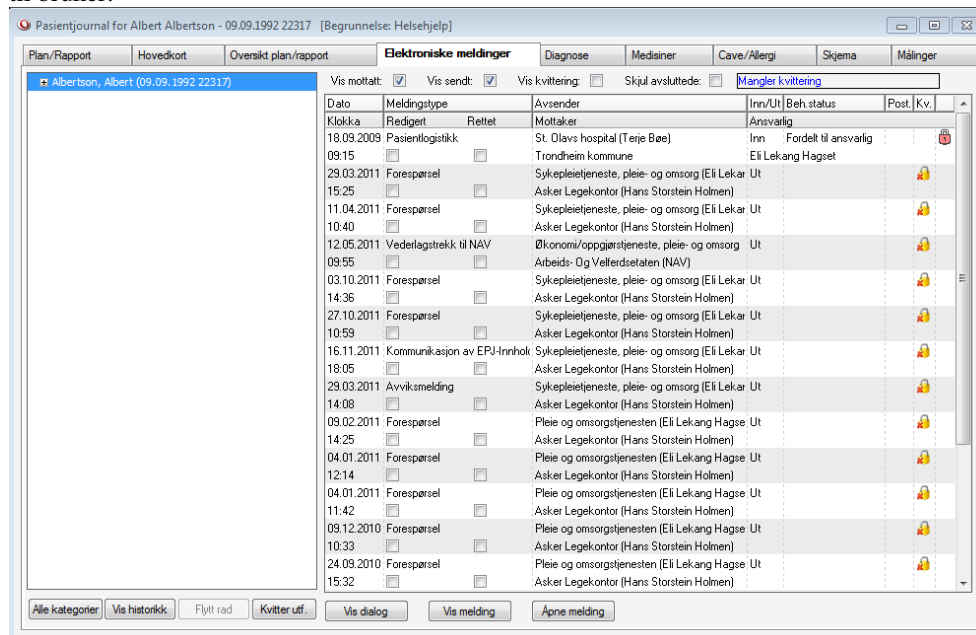 Pasientjournal for Albert Albertson - 09.09.1992 22317 [Begrunnelse: Helsehjelp]
Plan/Rapport Hovedkort Oversikt plan/rapport Elektroniske meldinger Diagnose Medisiner Cave/Allergi Skjema Målinger
Albertson, Albert (09.09.1992 22317)
Vis mottatt: Vis sendt: Vis kvittering: Skjul avsluttede: Mangler kvittering
Dato Meldingstype Avsender Inn/Ut Beh.status Post. Kv.
Klokka Redigert Rettet Mottaker Ansvarlig
18.09.2009 Pasientlogistikk St. Olavs hospital (Terje Bøe) Inn Fordelt til ansvarlig
09:15 Trondheim kommune Eli Lekang Hagset
29.03.2011 Forespørsel Sykepleietjeneste, pleie- og omsorg (Eli Lekar Ut
15:25 Asker Legekontor (Hans Storstein Holmen)
11.04.2011 Forespørsel Sykepleietjeneste, pleie- og omsorg (Eli Lekar Ut
10:40 Asker Legekontor (Hans Storstein Holmen)
12.05.2011 Vederlagstrekk til NAV Økonomi/oppgjørstjeneste, pleie- og omsorg Ut
09:55 Arbeids- Og Velferdsetaten (NAV)
03.10.2011 Forespørsel Sykepleietjeneste, pleie- og omsorg (Eli Lekar Ut
14:36 Asker Legekontor (Hans Storstein Holmen)
27.10.2011 Forespørsel Sykepleietjeneste, pleie- og omsorg (Eli Lekar Ut
10:59 Asker Legekontor (Hans Storstein Holmen)
16.11.2011 Kommunikasjon av EPJ-Innhol Sykepleietjeneste, pleie- og omsorg (Eli Lekar Ut
18:05 Asker Legekontor (Hans Storstein Holmen)
29.03.2011 Avviksmelding Sykepleietjeneste, pleie- og omsorg (Eli Lekar Ut
14:08 Asker Legekontor (Hans Storstein Holmen)
09.02.2011 Forespørsel Pleie og omsorgstjenesten (Eli Lekang Hagse Ut
14:25 Asker Legekontor (Hans Storstein Holmen)
04.01.2011 Forespørsel Pleie og omsorgstjenesten (Eli Lekang Hagse Ut
12:14 Asker Legekontor (Hans Storstein Holmen)
04.01.2011 Forespørsel Pleie og omsorgstjenesten (Eli Lekang Hagse Ut
11:42 Asker Legekontor (Hans Storstein Holmen)
09.12.2010 Forespørsel Pleie og omsorgstjenesten (Eli Lekang Hagse Ut
10:33 Asker Legekontor (Hans Storstein Holmen)
24.09.2010 Forespørsel Pleie og omsorgstjenesten (Eli Lekang Hagse Ut
15:32 Asker Legekontor (Hans Storstein Holmen)
Alle kategorier Vis historikk Flytt rad Kvitter utf. Vis dialog Vis melding Åpne melding